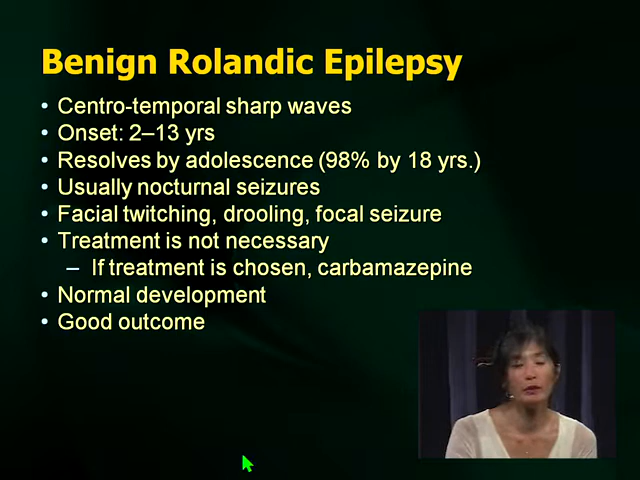 Benign Rolandic Epilepsy
• Centro-temporal sharp waves
• Onset: 2–13 yrs
• Resolves by adolescence (98% by 18 yrs.)
• Usually nocturnal seizures
• Facial twitching, drooling, focal seizure
• Treatment is not necessary
– If treatment is chosen, carbamazepine
• Normal development
• Good outcome